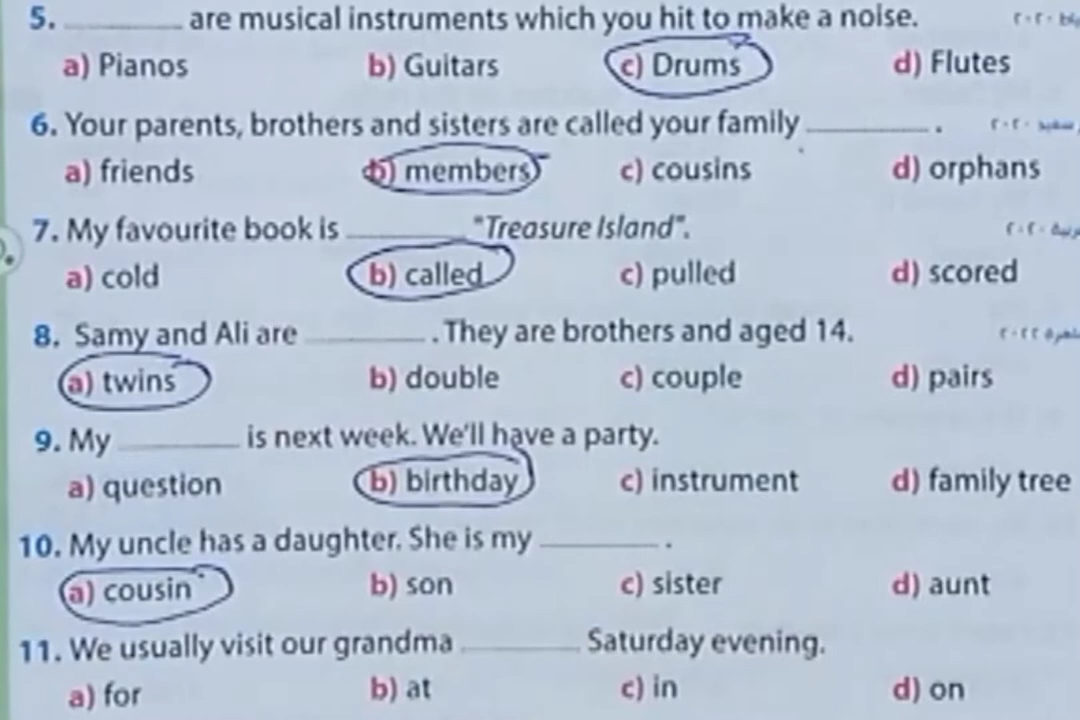 5. ________ are musical instruments which you hit to make a noise. ٢٠٢٠
a) Pianos b) Guitars c) Drums d) Flutes
6. Your parents, brothers and sisters are called your family ________ . ٢٠٢٠
a) friends b) members c) cousins d) orphans
7. My favourite book is ________ "Treasure Island". ٢٠٢٠
a) cold b) called c) pulled d) scored
8. Samy and Ali are ________ . They are brothers and aged 14. ٢٠٢٢
a) twins b) double c) couple d) pairs
9. My ________ is next week. We'll have a party.
a) question b) birthday c) instrument d) family tree
10. My uncle has a daughter. She is my ________ .
a) cousin b) son c) sister d) aunt
11. We usually visit our grandma ________ Saturday evening.
a) for b) at c) in d) on